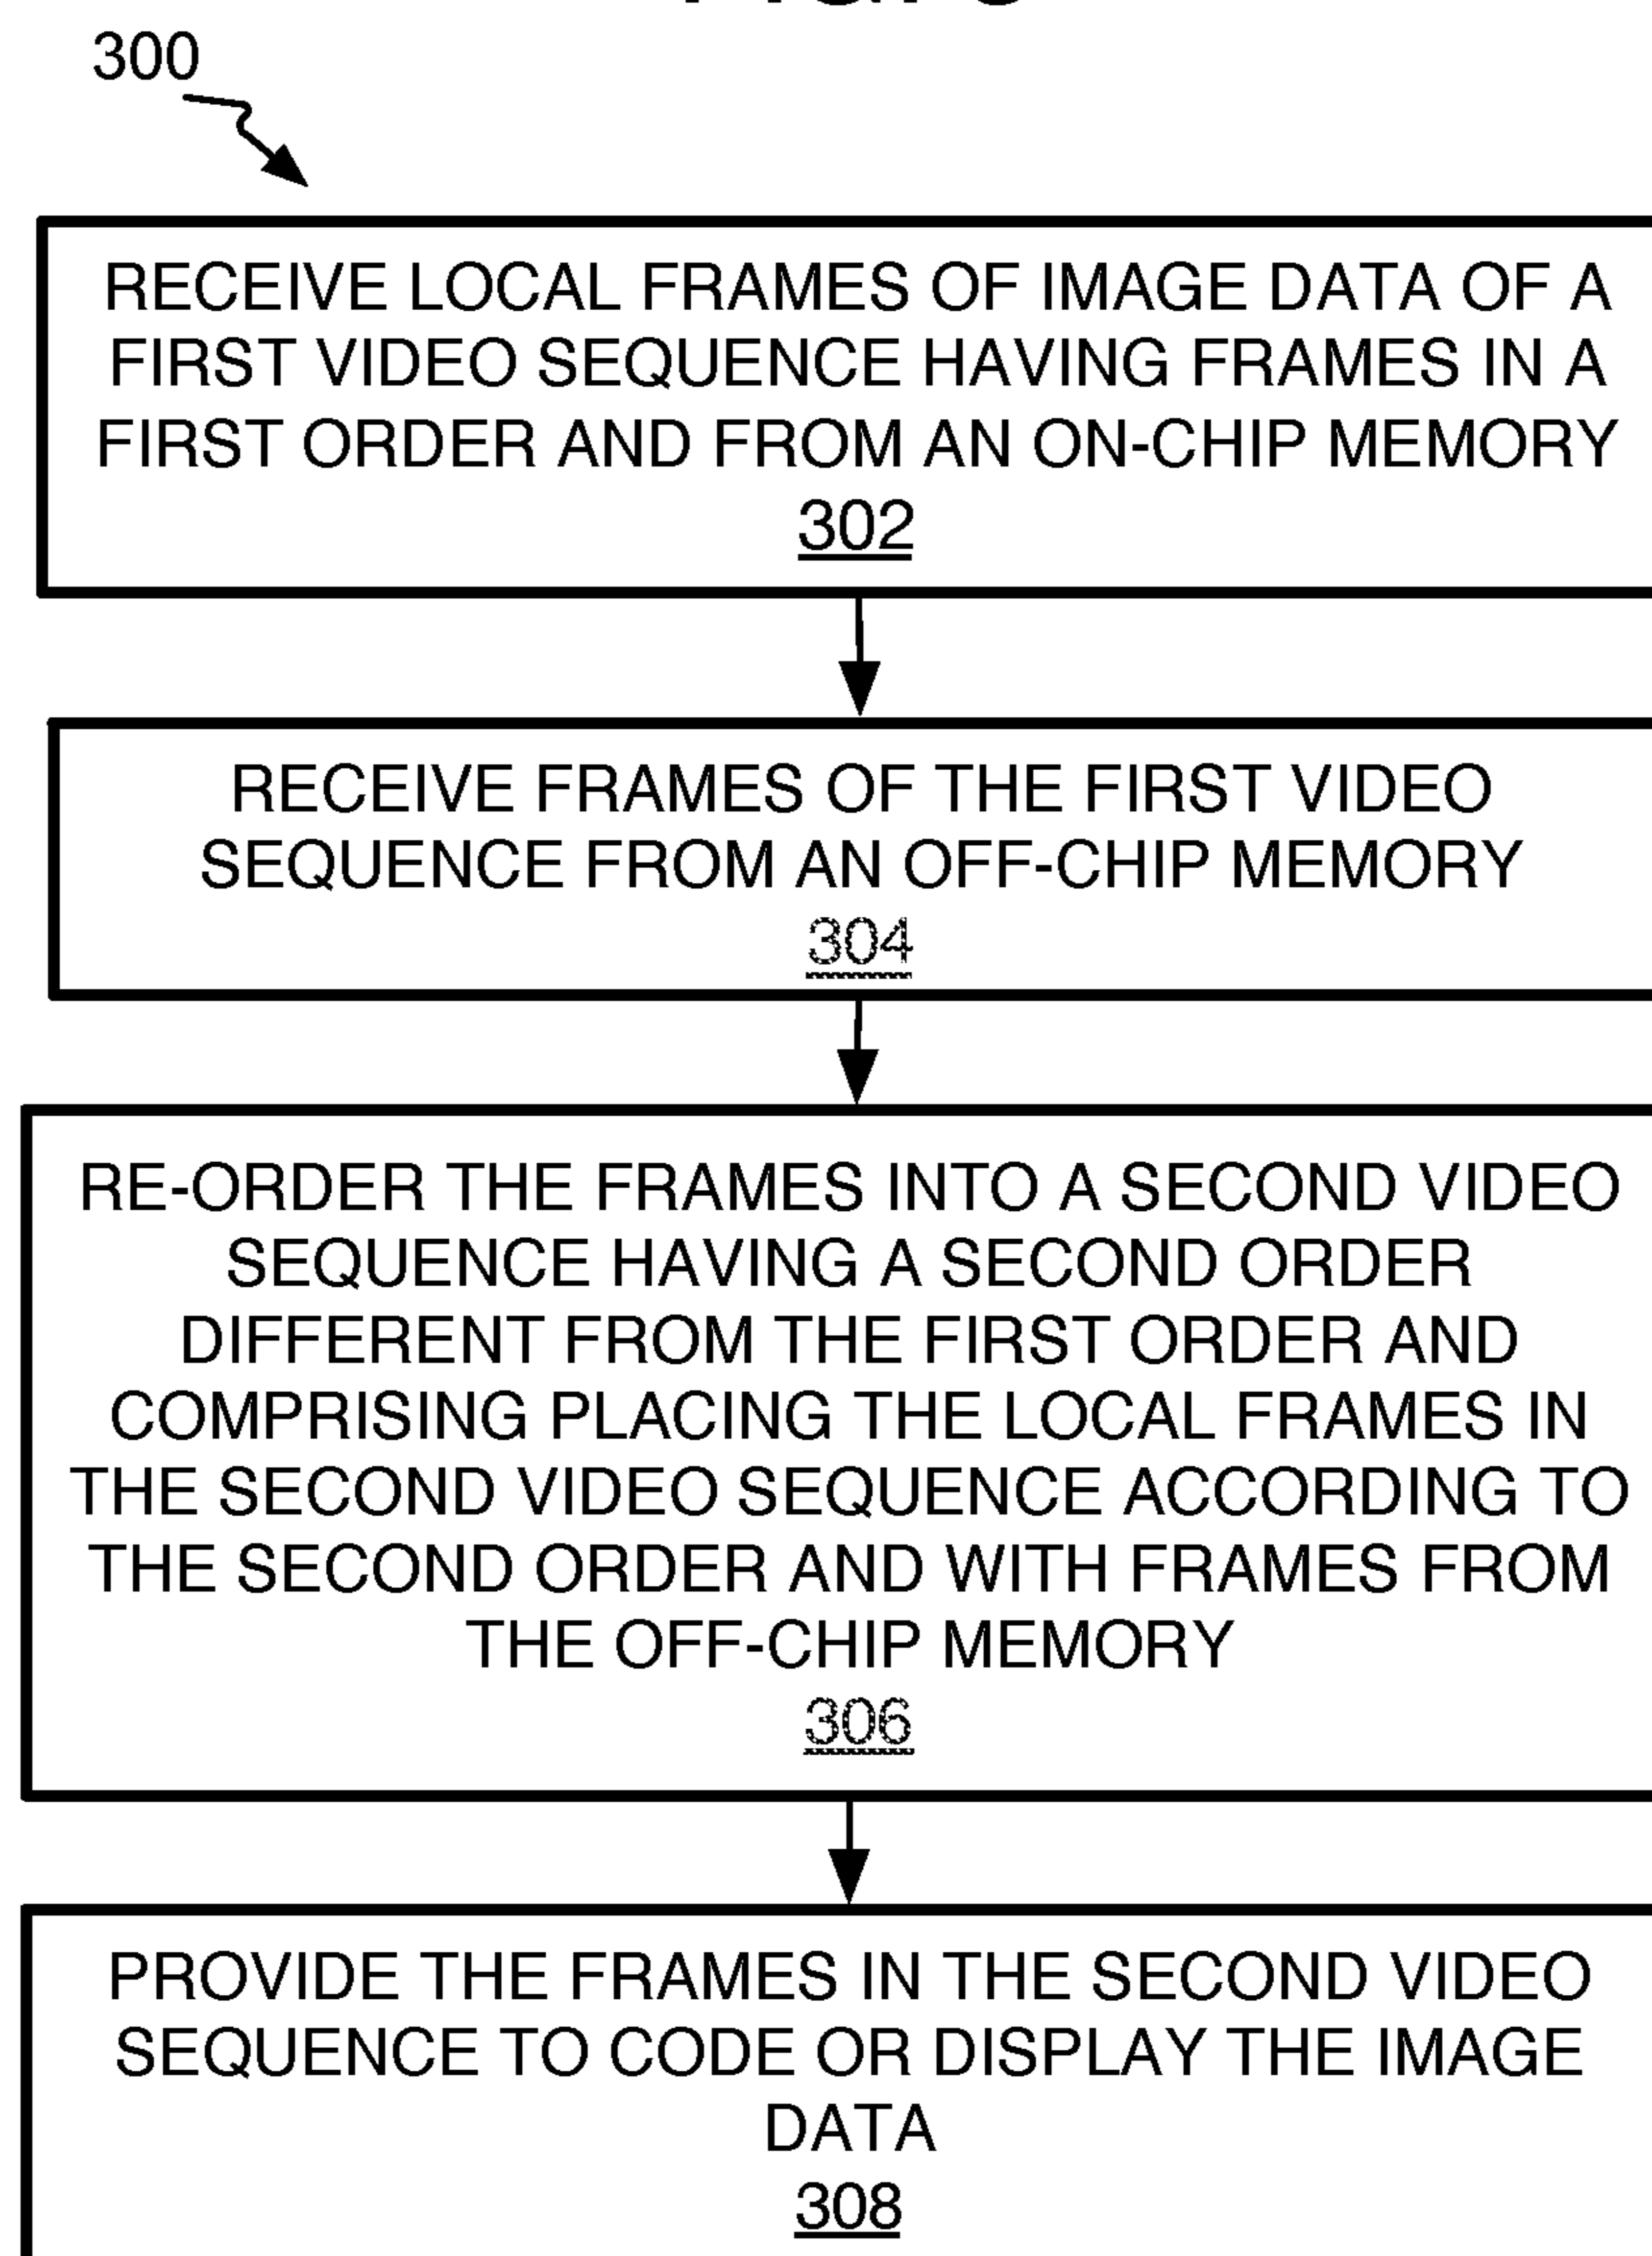 300
RECEIVE LOCAL FRAMES OF IMAGE DATA OF A
FIRST VIDEO SEQUENCE HAVING FRAMES IN A
FIRST ORDER AND FROM AN ON-CHIP MEMORY
302
RECEIVE FRAMES OF THE FIRST VIDEO
SEQUENCE FROM AN OFF-CHIP MEMORY
304
RE-ORDER THE FRAMES INTO A SECOND VIDEO
SEQUENCE HAVING A SECOND ORDER
DIFFERENT FROM THE FIRST ORDER AND
COMPRISING PLACING THE LOCAL FRAMES IN
THE SECOND VIDEO SEQUENCE ACCORDING TO
THE SECOND ORDER AND WITH FRAMES FROM
THE OFF-CHIP MEMORY
306
PROVIDE THE FRAMES IN THE SECOND VIDEO
SEQUENCE TO CODE OR DISPLAY THE IMAGE
DATA
308